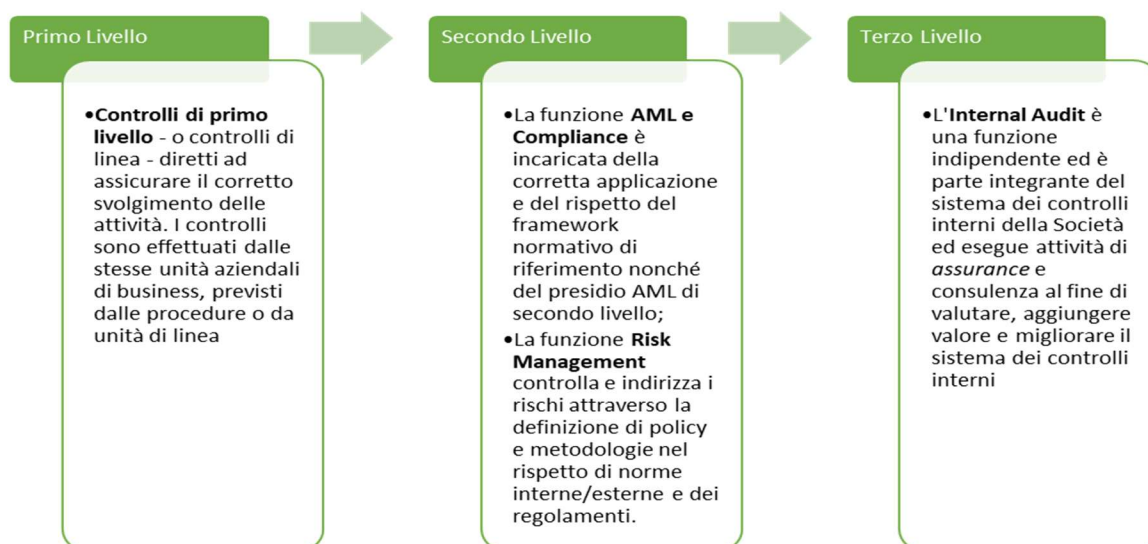 Primo Livello
•Controlli di primo
livello - o controlli di
linea - diretti ad
assicurare il corretto
svolgimento delle
attività. I controlli
sono effettuati dalle
stesse unità aziendali
di business, previsti
dalle procedure o da
unità di linea
Secondo Livello
•La funzione AML e
Compliance è
incaricata della
corretta applicazione
e del rispetto del
framework
normativo di
riferimento nonché
del presidio AML di
secondo livello;
•La funzione Risk
Management
controlla e indirizza i
rischi attraverso la
definizione di policy
e metodologie nel
rispetto di norme
interne/esterne e dei
regolamenti.
Terzo Livello
•L'Internal Audit è
una funzione
indipendente ed è
parte integrante del
sistema dei controlli
interni della Società
ed esegue attività di
assurance e
consulenza al fine di
valutare, aggiungere
valore e migliorare il
sistema dei controlli
interni